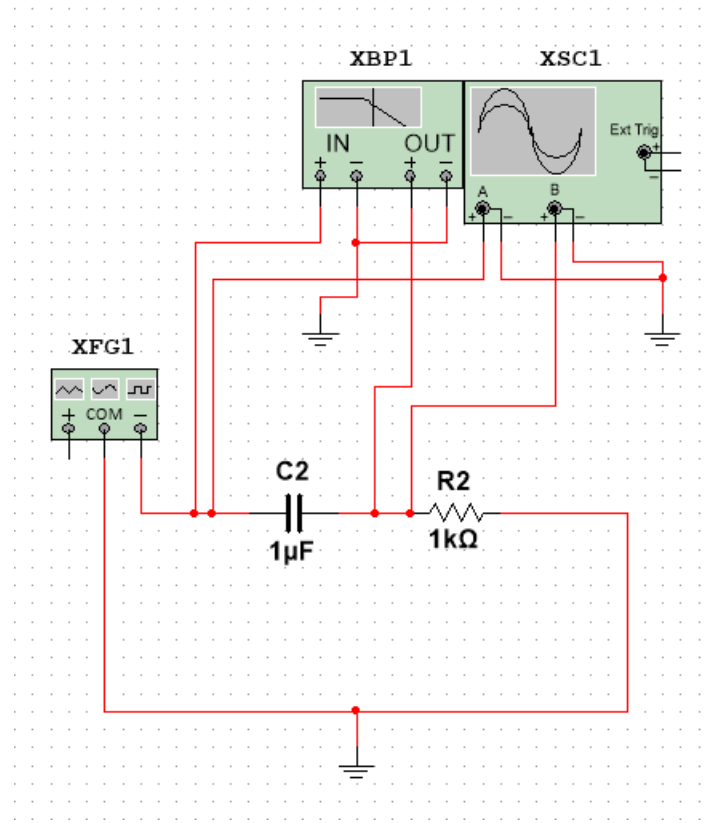 XBP1
XSC1
IN
OUT
+
−
+
−
Ext Trig
+
−
A
B
+
−
+
−
XFG1
+
COM
−
C2
1µF
R2
1kΩ